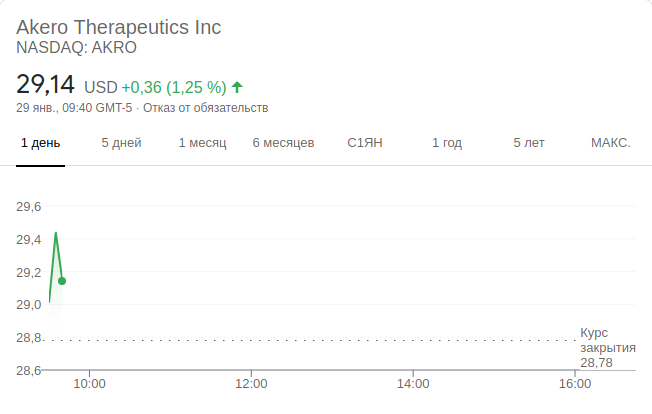 Akero Therapeutics Inc
NASDAQ: AKRO
29,14 USD +0,36 (1,25 %)
29 янв., 09:40 GMT-5 · Отказ от обязательств
1 день 5 дней 1 месяц 6 месяцев С1ЯН 1 год 5 лет МАКС.
29,6
29,4
29,2
29,0
28,8
28,6
Курс
закрытия
28,78
10:00 12:00 14:00 16:00